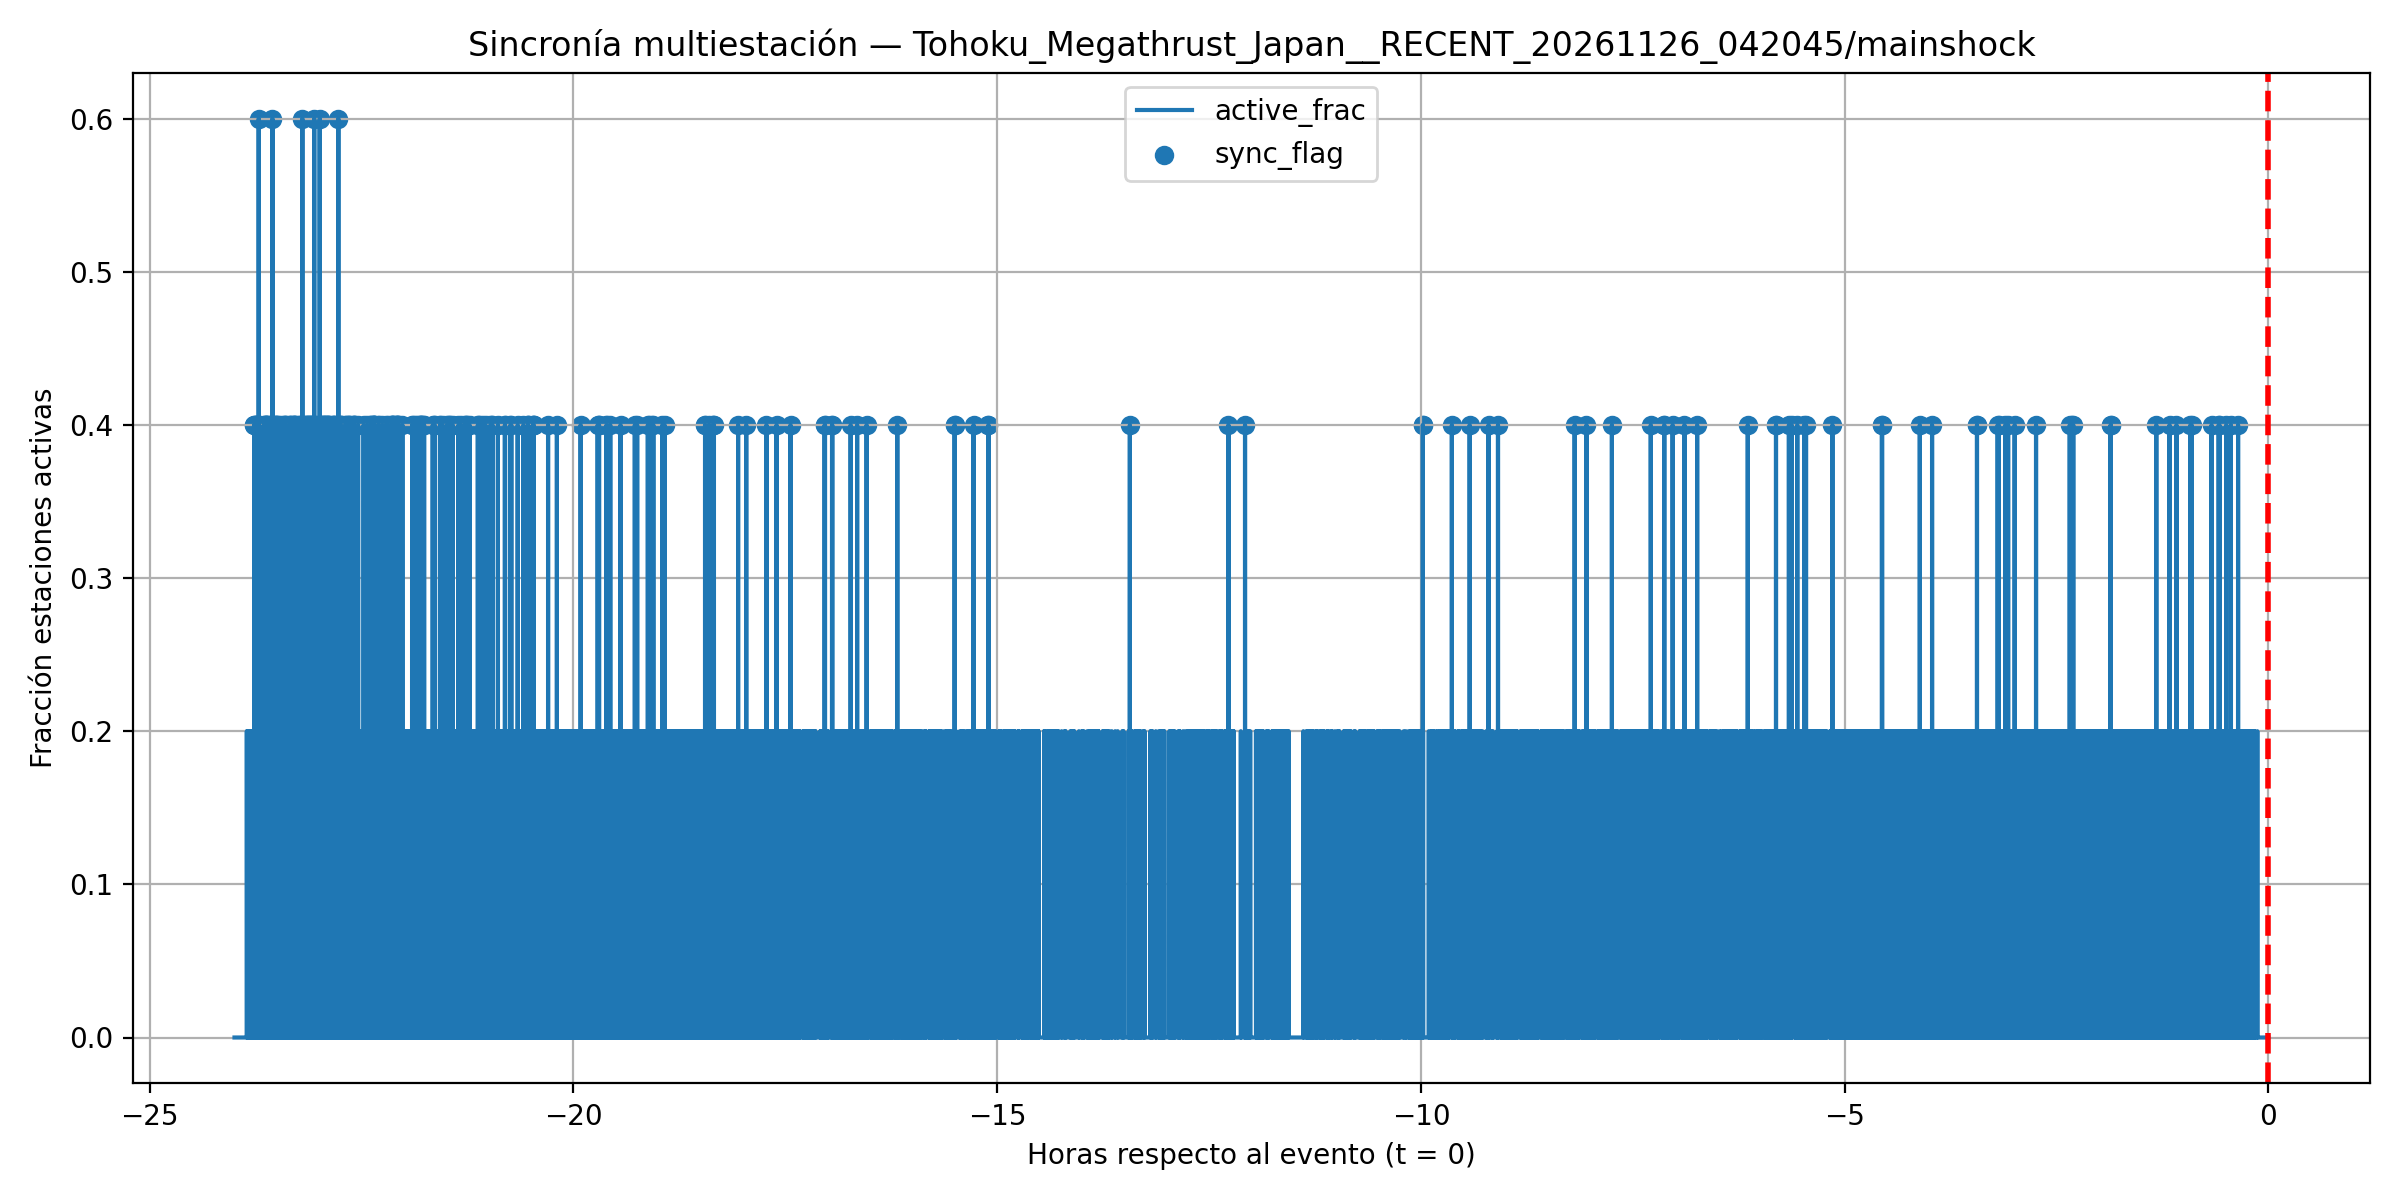 Sincronía multiestación — Tohoku_Megathrust_Japan__RECENT_20261126_042045/mainshock
active_frac
sync_flag
Fracción estaciones activas
0.6
0.5
0.4
0.3
0.2
0.1
0.0
−25
−20
−15
−10
−5
0
Horas respecto al evento (t = 0)